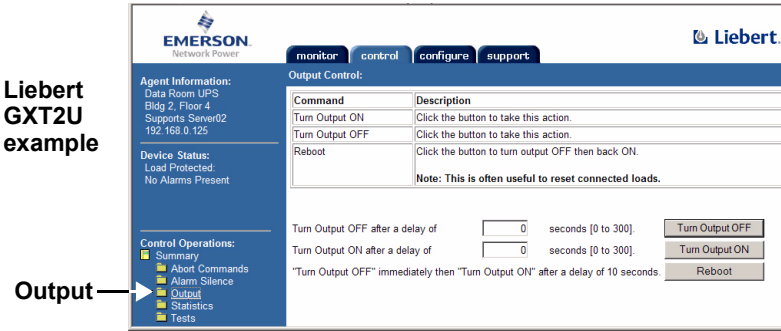 Liebert
GXT2U
example
Output
EMERSON.
Network Power
Liebert.
monitor control configure support
Agent Information:
Data Room UPS
Bldg 2, Floor 4
Supports Server02
192.168.0.125
Device Status:
Load Protected:
No Alarms Present
Control Operations:
Summary
Abort Commands
Alarm Silence
Output
Statistics
Tests
Output Control:
Command Description
Turn Output ON Click the button to take this action.
Turn Output OFF Click the button to take this action.
Reboot Click the button to turn output OFF then back ON.
Note: This is often useful to reset connected loads.
Turn Output OFF after a delay of 0 seconds [0 to 300]. Turn Output OFF
Turn Output ON after a delay of 0 seconds [0 to 300]. Turn Output ON
"Turn Output OFF" immediately then "Turn Output ON" after a delay of 10 seconds. Reboot